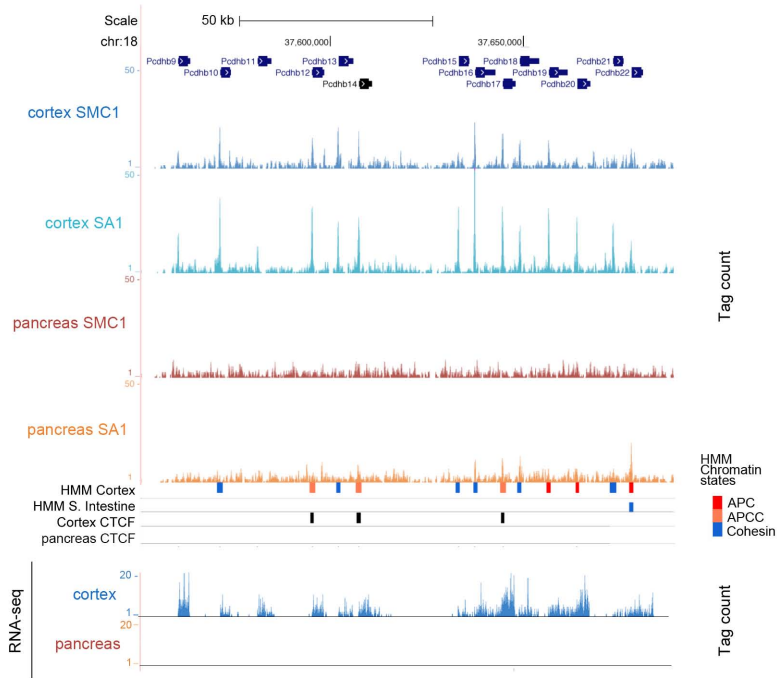 Scale
50 kb
chr:18
37,600,000
37,650,000
Pcdhb9
Pcdhb11
Pcdhb13
Pcdhb15
Pcdhb18
Pcdhb21
Pcdhb10
Pcdhb12
Pcdhb16
Pcdhb19
Pcdhb22
Pcdhb14
Pcdhb17
Pcdhb20
50
cortex SMC1
1
50
cortex SA1
1
50
pancreas SMC1
1
50
pancreas SA1
1
Tag count
HMM Cortex
HMM S. Intestine
Cortex CTCF
pancreas CTCF
HMM
Chromatin
states
APC
APCC
Cohesin
RNA-seq
20
cortex
1
20
pancreas
1
Tag count